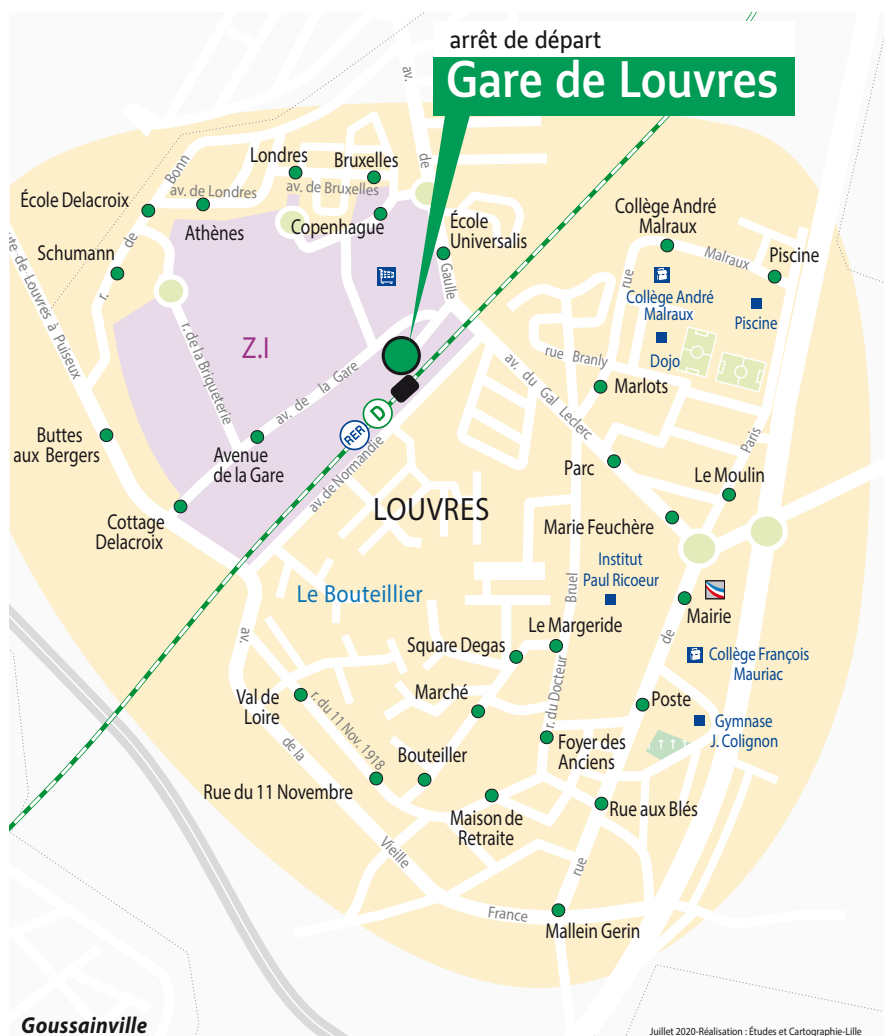 arrêt de départ
Gare de Louvres
av.
de
Gaulle
Londres
Bruxelles
Bonn
av. de Londres
av. de Bruxelles
École Delacroix
Athènes
Copenhague
École
Universalis
Collège André
Malraux
Malraux
Piscine
Schumann
de
r.
rue
Collège André
Malraux
Piscine
Dojo
te de Louvres à Puiseux
Z.I
r. de la Briqueterie
av. de la Gare
rue Branly
av. du Gal Leclerc
Marlots
D
RER
Buttes
aux Bergers
Avenue
de la Gare
av. de Normandie
Paris
Parc
Le Moulin
LOUVRES
Cottage
Delacroix
Marie Feuchère
Institut
Paul Ricoeur
Le Bouteillier
Bruel
de
Mairie
av.
Le Margeride
Square Degas
Collège François
Mauriac
Val de
Loire
r. du 11 Nov. 1918
Marché
r. du Docteur
Poste
Gymnase
J. Colignon
de la
Foyer des
Anciens
Bouteiller
Rue du 11 Novembre
Maison de
Retraite
Rue aux Blés
Vieille
rue
France
Mallein Gerin
Goussainville
Juillet 2020-Réalisation : Études et Cartographie-Lille